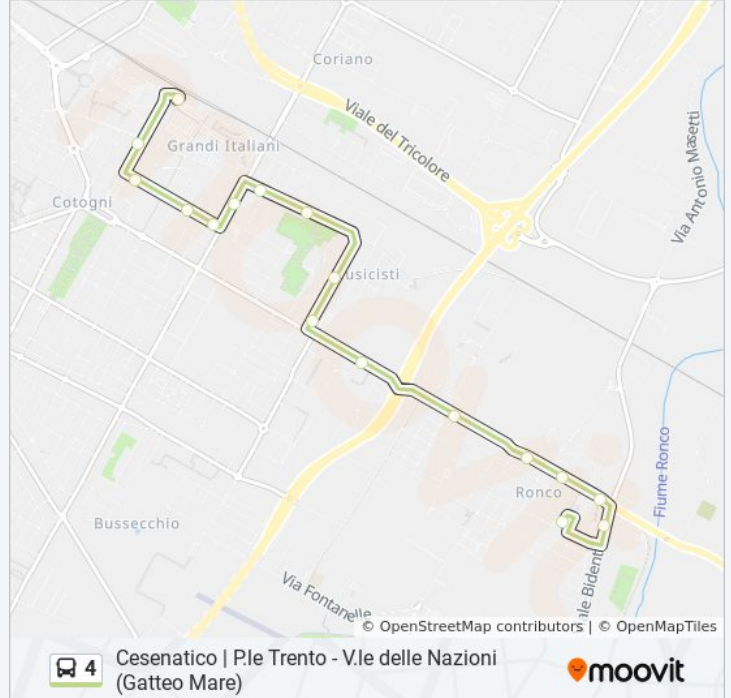 Coriano
Viale del Tricolore
Via Antonio Masetti
Grandi Italiani
Cotogni
usicisti
Fiume Ronco
Ronco
Bussecchio
ale Bident
Via Fontanelle
© OpenStreetMap contributors | © OpenMapTiles
4
Cesenatico | P.le Trento - V.le delle Nazioni
(Gatteo Mare)
moovit